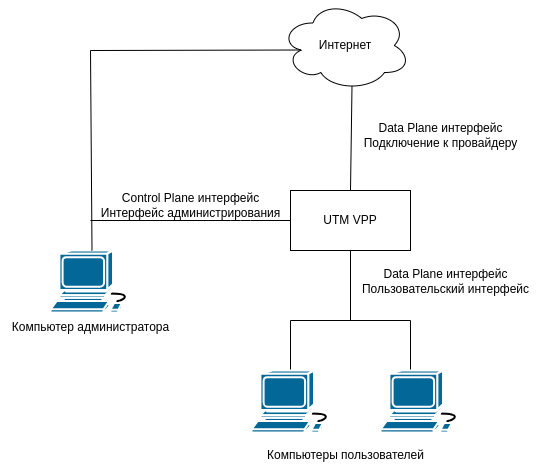 Интернет
Data Plane интерфейс
Подключение к провайдеру
Control Plane интерфейс
Интерфейс администрирования
UTM VPP
Data Plane интерфейс
Пользовательский интерфейс
Компьютер администратора
Компьютеры пользователей